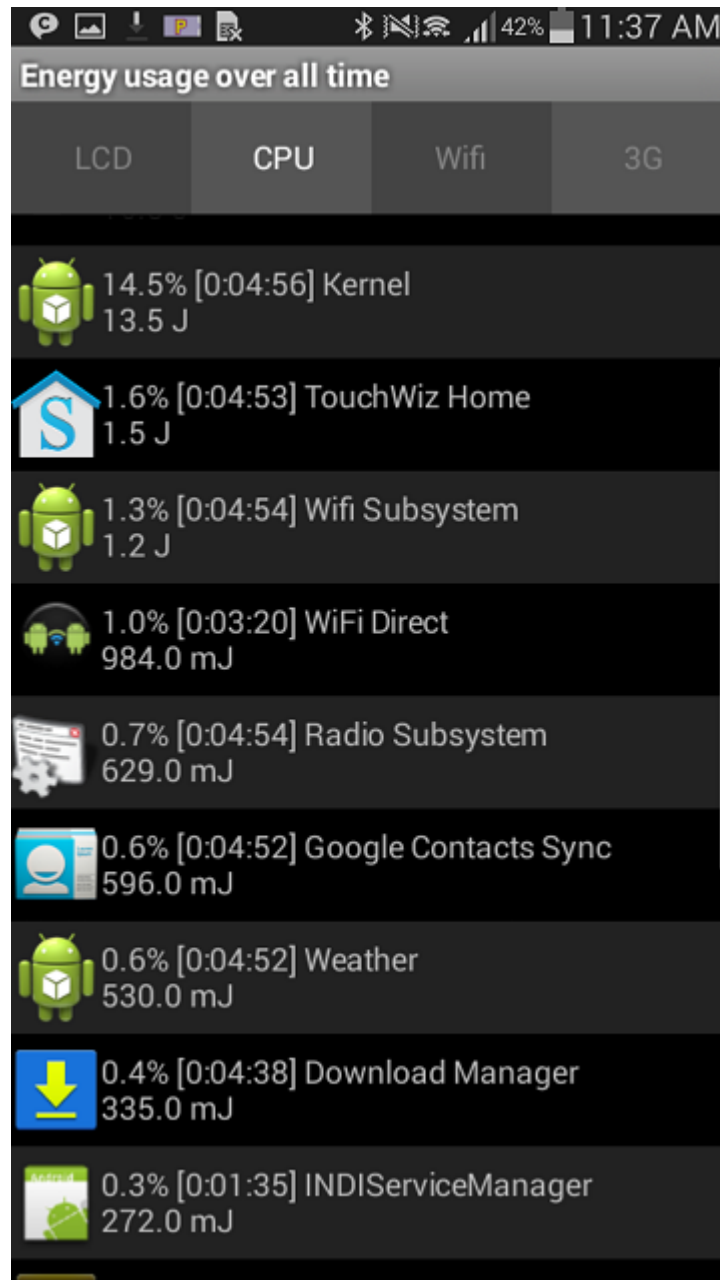 42% 11:37 AM
Energy usage over all time
LCD CPU Wifi 3G
14.5% [0:04:56] Kernel
13.5 J
1.6% [0:04:53] TouchWiz Home
1.5 J
1.3% [0:04:54] Wifi Subsystem
1.2 J
1.0% [0:03:20] WiFi Direct
984.0 mJ
0.7% [0:04:54] Radio Subsystem
629.0 mJ
0.6% [0:04:52] Google Contacts Sync
596.0 mJ
0.6% [0:04:52] Weather
530.0 mJ
0.4% [0:04:38] Download Manager
335.0 mJ
0.3% [0:01:35] INDIServiceManager
272.0 mJ